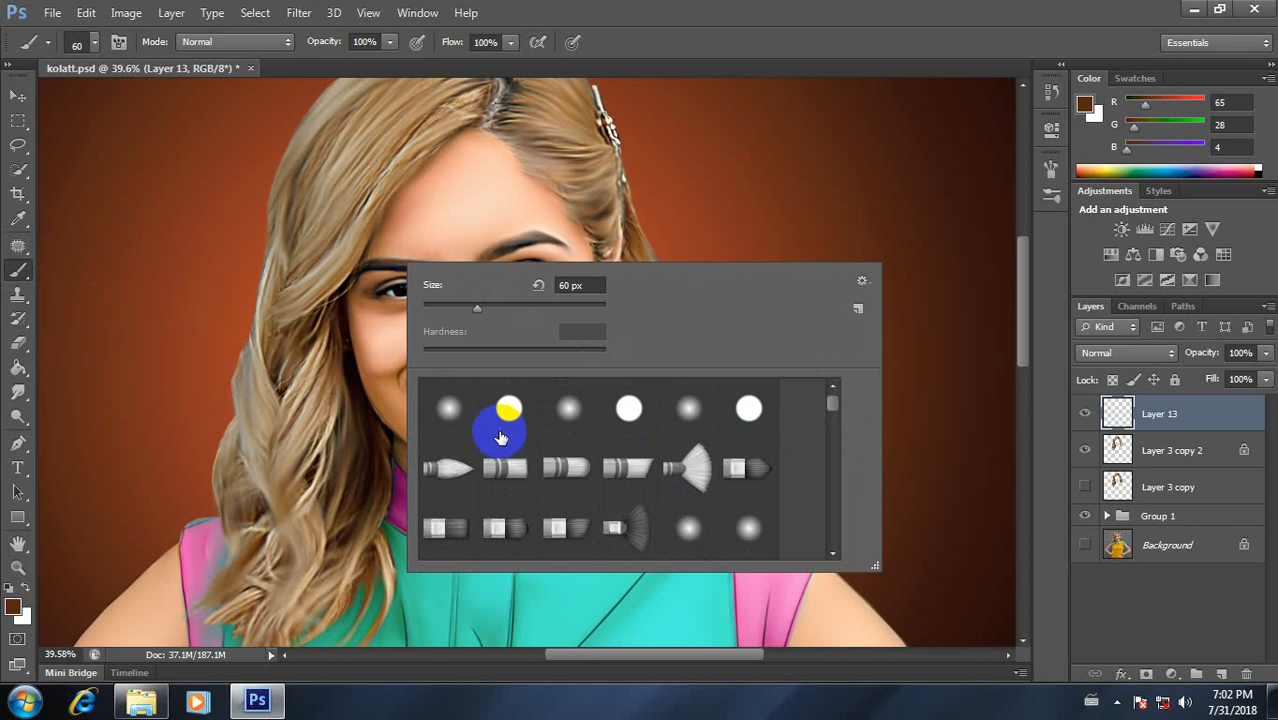 Ps File Edit Image Layer Type Select Filter 3D View Window Help
60 Mode: Normal Opacity: 100% Flow: 100% Essentials
kolatt.psd @ 39.6% (Layer 13, RGB/8*) * ×
Color Swatches
R 65
G 28
B 4
Adjustments Styles
Add an adjustment
Size: 60 px
Hardness:
Layers Channels Paths
Kind
Normal Opacity: 100%
Lock: Fill: 100%
Layer 13
Layer 3 copy 2
Layer 3 copy
Group 1
Background
39.58% Doc: 37.1M/187.1M
Mini Bridge Timeline
Ps
7:02 PM
7/31/2018